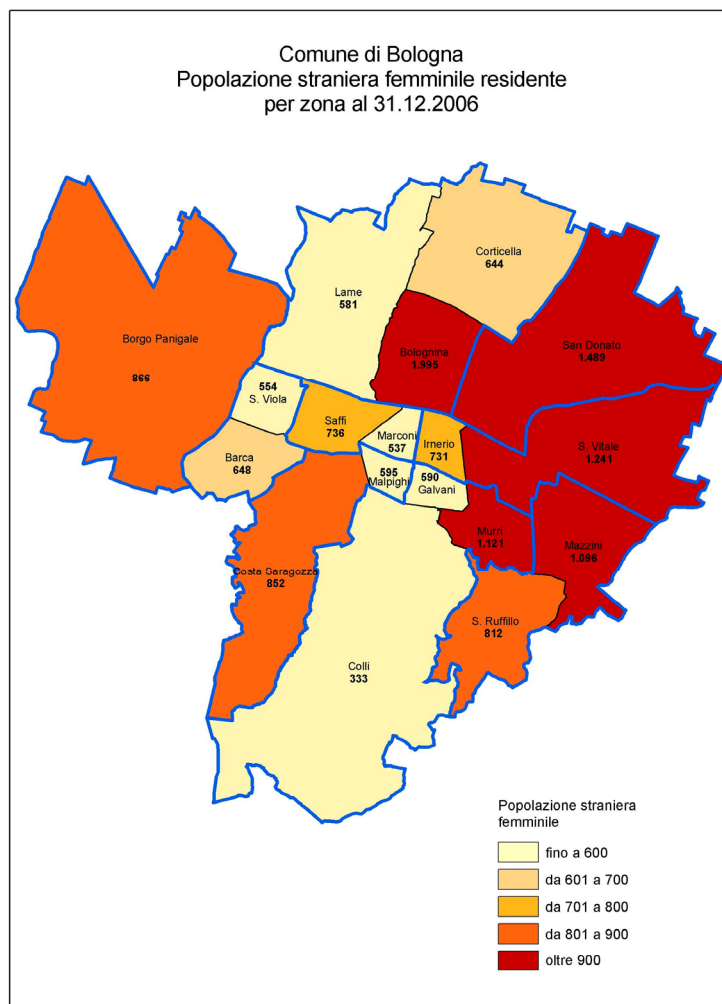 Comune di Bologna
Popolazione straniera femminile residente
per zona al 31.12.2006
Corticella
644
Lame
581
Borgo Panigale
866
Bolognina
1.995
San Donato
1.489
554
S. Viola
Saffi
736
Marconi
537
Irnerio
731
S. Vitale
1.241
Barca
648
595
Malpighi
590
Galvani
Murri
1.121
Mazzini
1.096
Costa Saragozza
852
S. Ruffillo
812
Colli
333
Popolazione straniera
femminile
fino a 600
da 601 a 700
da 701 a 800
da 801 a 900
oltre 900